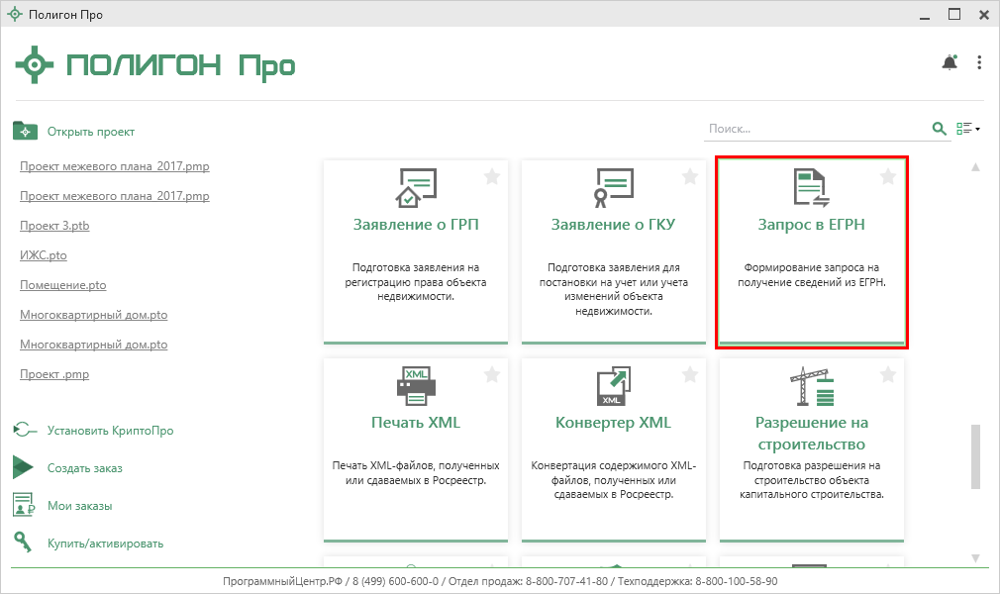 Полигон Про
ПОЛИГОН Про
Открыть проект
Поиск...
Проект межевого плана_2017.pmp
Проект межевого плана_2017.pmp
Проект 3.ptb
ИЖС.pto
Помещение.pto
Многоквартирный дом.pto
Многоквартирный дом.pto
Проект .pmp
Установить КриптоПро
Создать заказ
Мои заказы
Купить/активировать
Заявление о ГРП
Подготовка заявления на
регистрацию права объекта
недвижимости.
Заявление о ГКУ
Подготовка заявления для
постановки на учет или учета
изменений объекта
недвижимости.
Запрос в ЕГРН
Формирование запроса на
получение сведений из ЕГРН.
XML
Печать XML
Печать XML-файлов, полученных
или сдаваемых в Росреестр.
XML
Конвертер XML
Конвертация содержимого XML-
файлов, полученных или
сдаваемых в Росреестр.
Разрешение на
строительство
Подготовка разрешения на
строительство объекта
капитального строительства.
ПрограммныйЦентр.РФ / 8 (499) 600-600-0 / Отдел продаж: 8-800-707-41-80 / Техподдержка: 8-800-100-58-90